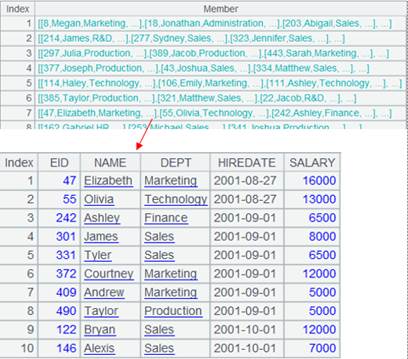 Index Member
1 [[8,Megan,Marketing, ...],[18,Jonathan,Administration, ...],[203,Abigail,Sales, ...],...
2 [[214,James,R&D, ...],[277,Sydney,Sales, ...],[323,Jennifer,Sales, ...],...
3 [[297,Julia,Production, ...],[389,Jacob,Production, ...],[443,Sarah,Marketing, ...],...
4 [[377,Joseph,Production, ...],[43,Joshua,Sales, ...],[334,Matthew,Sales, ...],...
5 [[114,Haley,Technology, ...],[106,Emily,Marketing, ...],[111,Ashley,Technology, ...],...
6 [[385,Taylor,Production, ...],[321,Matthew,Sales, ...],[22,Jacob,R&D, ...],...
7 [[47,Elizabeth,Marketing, ...],[55,Olivia,Technology, ...],[242,Ashley,Finance, ...],...
8 [[162,Gabriel,HR, ...],[253,Michael,Sales, ...],[341,Joshua,Production, ...],...
Index EID NAME DEPT HIREDATE SALARY
1 47 Elizabeth Marketing 2001-08-27 16000
2 55 Olivia Technology 2001-08-27 13000
3 242 Ashley Finance 2001-09-01 6500
4 301 James Sales 2001-09-01 8000
5 331 Tyler Sales 2001-09-01 6500
6 372 Courtney Marketing 2001-09-01 12000
7 409 Andrew Marketing 2001-09-01 5000
8 490 Taylor Production 2001-09-01 5000
9 122 Bryan Sales 2001-10-01 12000
10 146 Alexis Sales 2001-10-01 7000